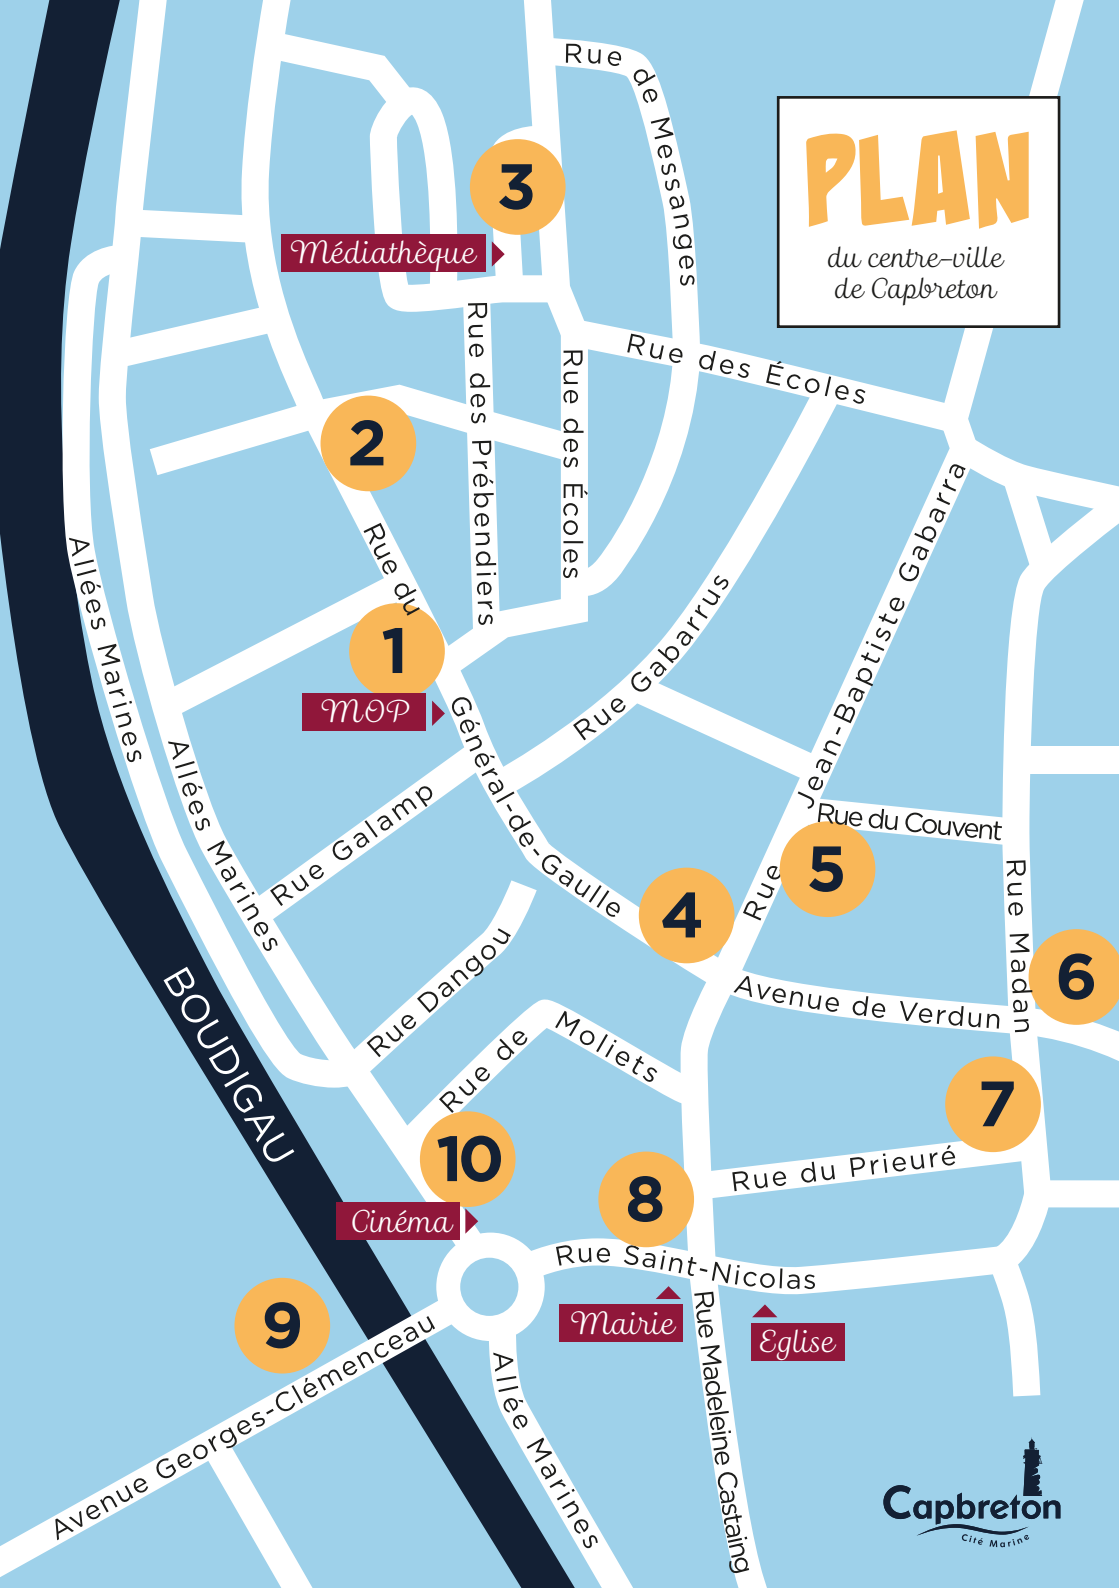 PLAN
du centre-ville
de Capbreton
Rue de Messanges
3
Médiathèque
Rue des Prébendiers
Rue des Écoles
Rue des Écoles
2
Rue du Général-de-Gaulle
1
MOP
Rue Gabarrus
Rue Jean-Baptiste Gabarra
Allées Marines
Allées Marines
Rue Galamp
Rue du Couvent
5
4
Rue Madan
6
Avenue de Verdun
Rue Dangou
Rue de Moliets
BOUDIGAU
7
10
8
Rue du Prieuré
Cinéma
Rue Saint-Nicolas
Mairie
Eglise
9
Avenue Georges-Clémenceau
Allée Marines
Rue Madeleine Castaing
Capbreton
Cité Marine